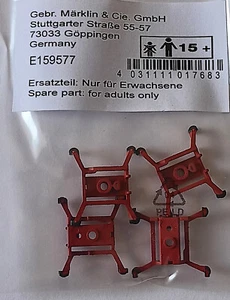 Gebr. Märklin & Cie. GmbH
Stuttgarter Straße 55-57
73033 Göppingen
Germany
15 +
E159577
4 031111 017683
Ersatzteil: Nur für Erwachsene
Spare part: for adults only